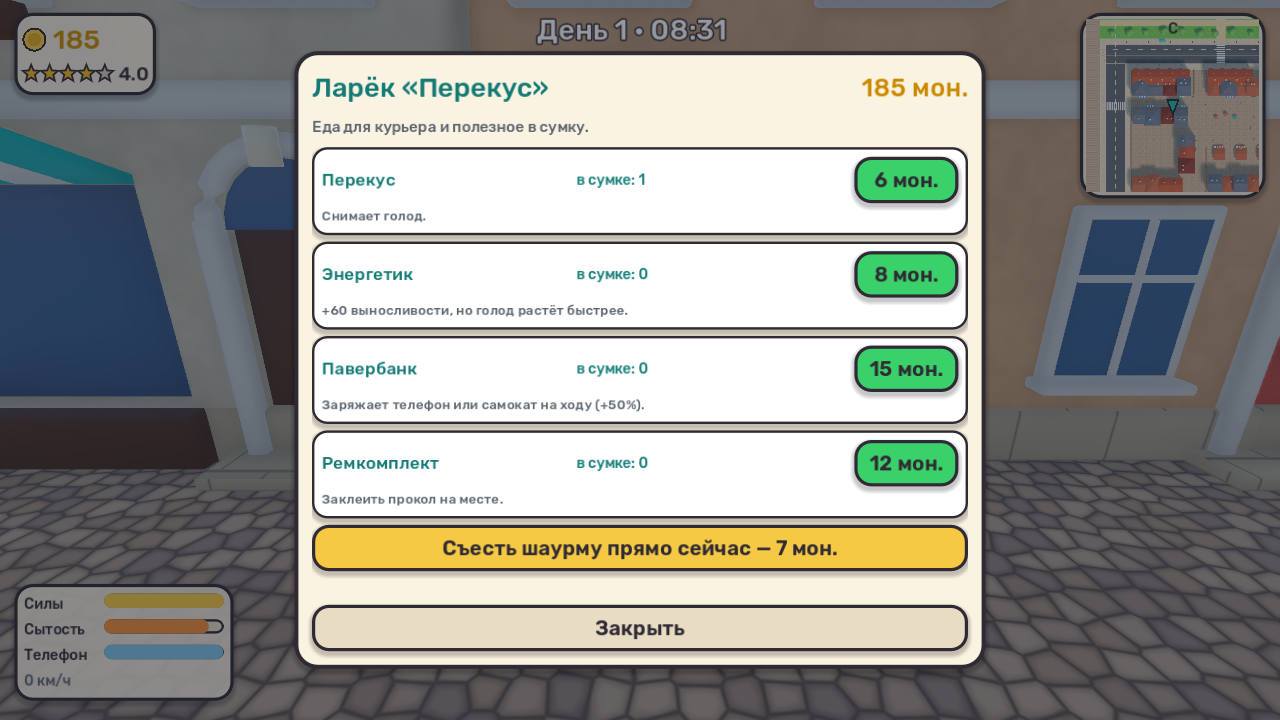 185
4.0
День 1 • 08:31
С
Ларёк «Перекус»
185 мон.
Еда для курьера и полезное в сумку.
Перекус
в сумке: 1
6 мон.
Снимает голод.
Энергетик
в сумке: 0
8 мон.
+60 выносливости, но голод растёт быстрее.
Павербанк
в сумке: 0
15 мон.
Заряжает телефон или самокат на ходу (+50%).
Ремкомплект
в сумке: 0
12 мон.
Заклеить прокол на месте.
Съесть шаурму прямо сейчас — 7 мон.
Закрыть
Силы
Сытость
Телефон
0 км/ч